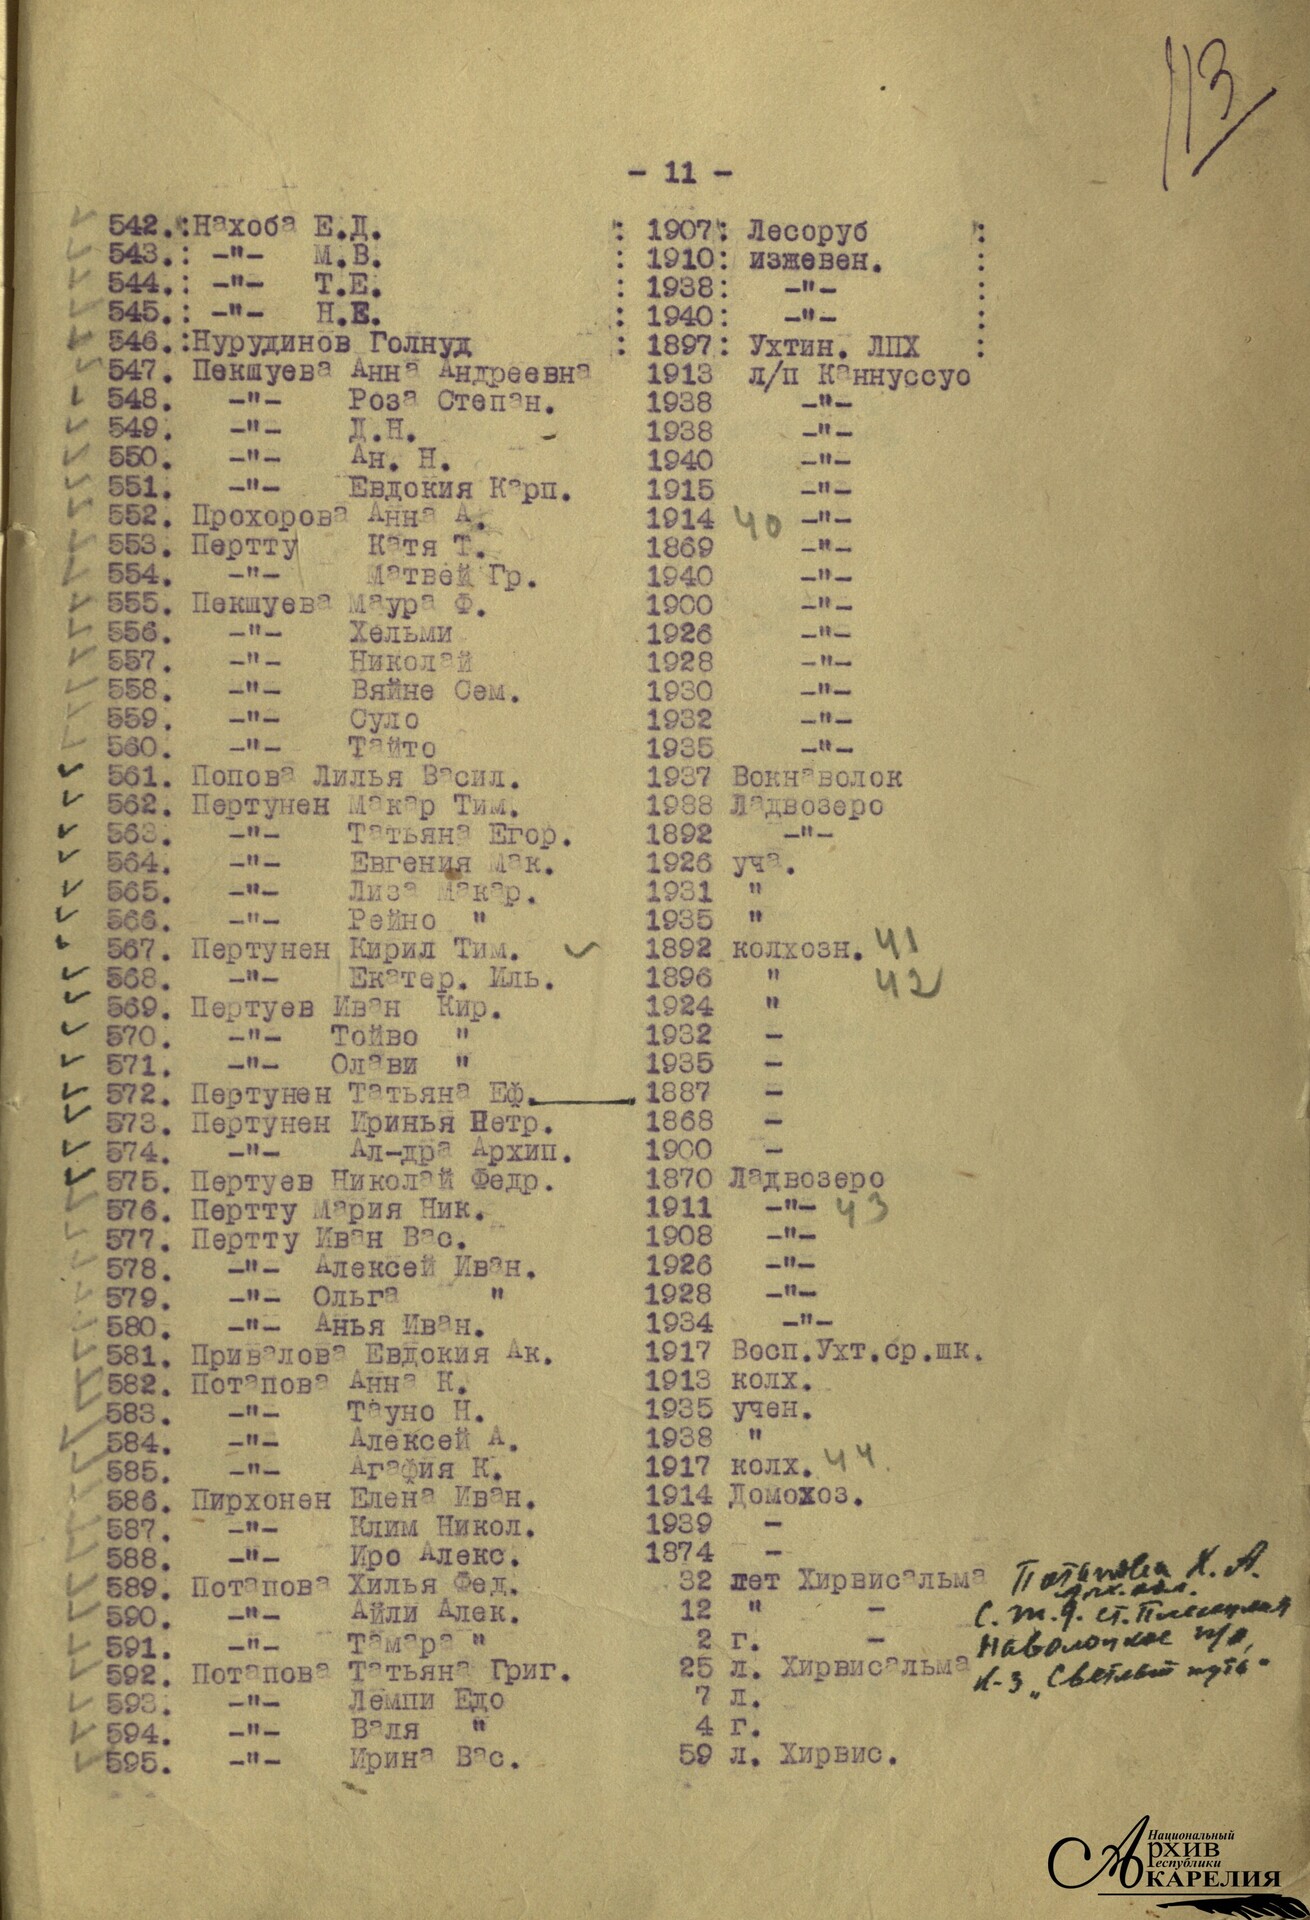 113
- 11 -
542.:Нахоба Е.Д. : 1907: Лесоруб :
543.: -"- М.В. : 1910: изжевен. :
544.: -"- Т.Е. : 1938: -"- :
545.: -"- Н.Е. : 1940: -"- :
546.:Нурудинов Голнуд : 1897: Ухтин. ЛПХ :
547. Пекшуева Анна Андреевна 1913 л/п Каннуссуо
548. -"- Роза Степан. 1938 -"-
549. -"- Д.Н. 1938 -"-
550. -"- Ан. Н. 1940 -"-
551. -"- Евдокия Карп. 1915 -"-
552. Прохорова Анна А. 1914 40 -"-
553. Пертту Катя Т. 1869 -"-
554. -"- Матвей Гр. 1940 -"-
555. Пекшуева Маура Ф. 1900 -"-
556. -"- Хельми 1926 -"-
557. -"- Николай 1928 -"-
558. -"- Вяйне Сем. 1930 -"-
559. -"- Суло 1932 -"-
560. -"- Тайто 1935 -"-
561. Попова Лилья Васил. 1937 Вокнаволок
562. Пертунен Макар Тим. 1988 Ладвозеро
563. -"- Татьяна Егор. 1892 -"-
564. -"- Евгения Мак. 1926 уча.
565. -"- Лиза Макар. 1931 "
566. -"- Рейно " 1935 "
567. Пертунен Кирил Тим. 1892 колхозн. 41
568. -"- Екатер. Иль. 1896 " 42
569. Пертуев Иван Кир. 1924 "
570. -"- Тойво " 1932 -
571. -"- Олави " 1935 -
572. Пертунен Татьяна Еф. 1887 -
573. Пертунен Иринья Петр. 1868 -
574. -"- Ал-дра Архип. 1900 -
575. Пертуев Николай Федр. 1870 Ладвозеро
576. Пертту Мария Ник. 1911 -"- 43
577. Пертту Иван Вас. 1908 -"-
578. -"- Алексей Иван. 1926 -"-
579. -"- Ольга " 1928 -"-
580. -"- Анья Иван. 1934 -"-
581. Привалова Евдокия Ак. 1917 Восп.Ухт.ср.шк.
582. Потапова Анна К. 1913 колх.
583. -"- Тауно Н. 1935 учен.
584. -"- Алексей А. 1938 "
585. -"- Агафия К. 1917 колх. 44
586. Пирхонен Елена Иван. 1914 Домохоз.
587. -"- Клим Никол. 1939 -
588. -"- Иро Алекс. 1874 -
589. Потапова Хилья Фед. 32 лет Хирвисальма
590. -"- Айли Алек. 12 " -
591. -"- Тамара " 2 г. -
592. Потапова Татьяна Григ. 25 л. Хирвисальма
593. -"- Лемпи Едо 7 л.
594. -"- Валя " 4 г.
595. -"- Ирина Вас. 59 л. Хирвис.
Х. А.
Арх. обл.
С. Ж. Д. ст.
п/о,
К-з "Светлый путь"
Национальный
Архив
Республики
Карелия